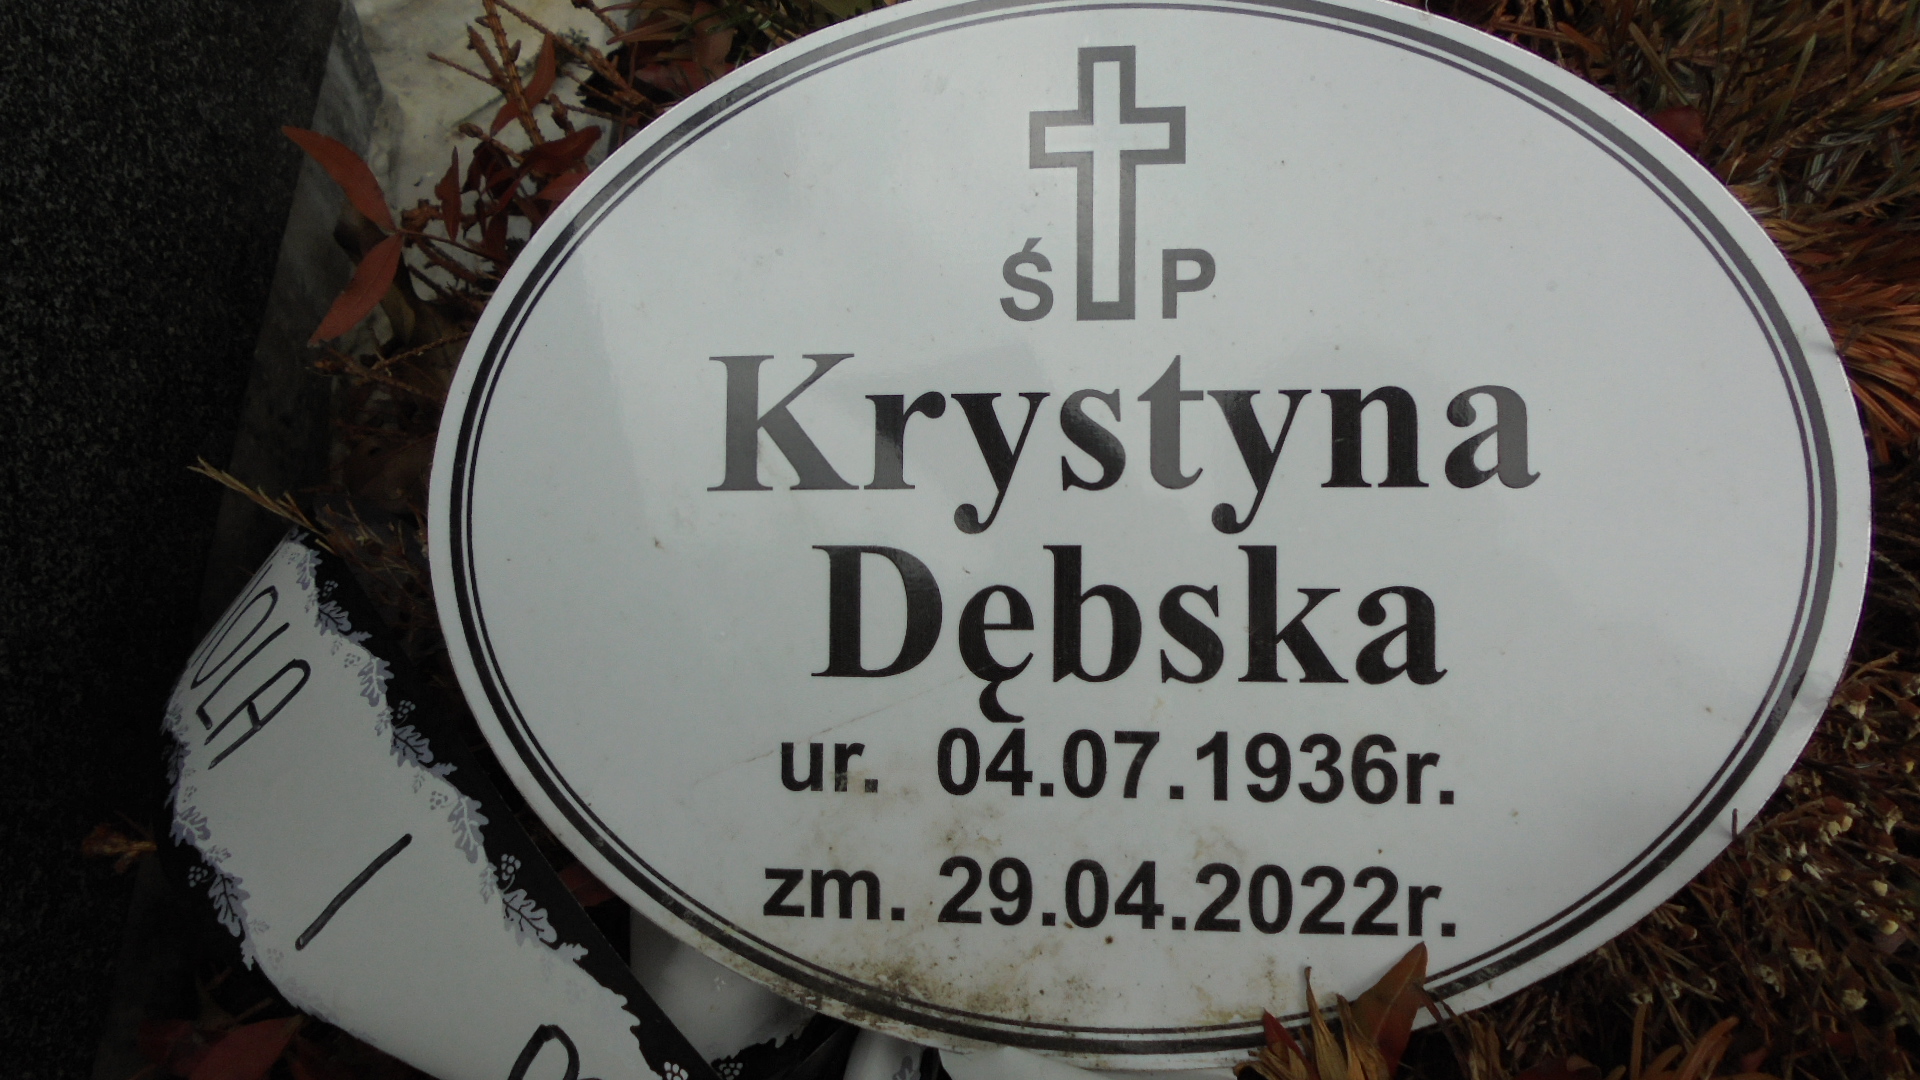 Ś P
Krystyna
Dębska
ur. 04.07.1936r.
zm. 29.04.2022r.
I